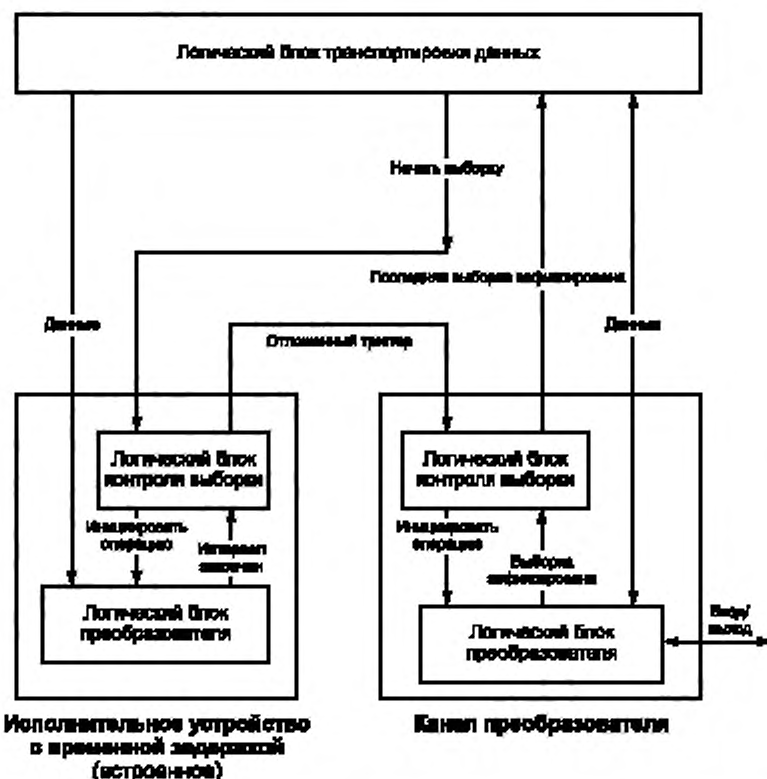 Логический блок транспортировки данных
Начать выборку
Последняя выборка зафиксирована
Данные
Данные
Отложенный триггер
Логический блок
контроля выборки
Логический блок
контроля выборки
Инициировать
операцию
Интервал
закончен
Инициировать
операцию
Выборка
зафиксирована
Логический блок
преобразователя
Логический блок
преобразователя
Вход/
выход
Исполнительное устройство
с временной задержкой
(встроенное)
Канал преобразователя